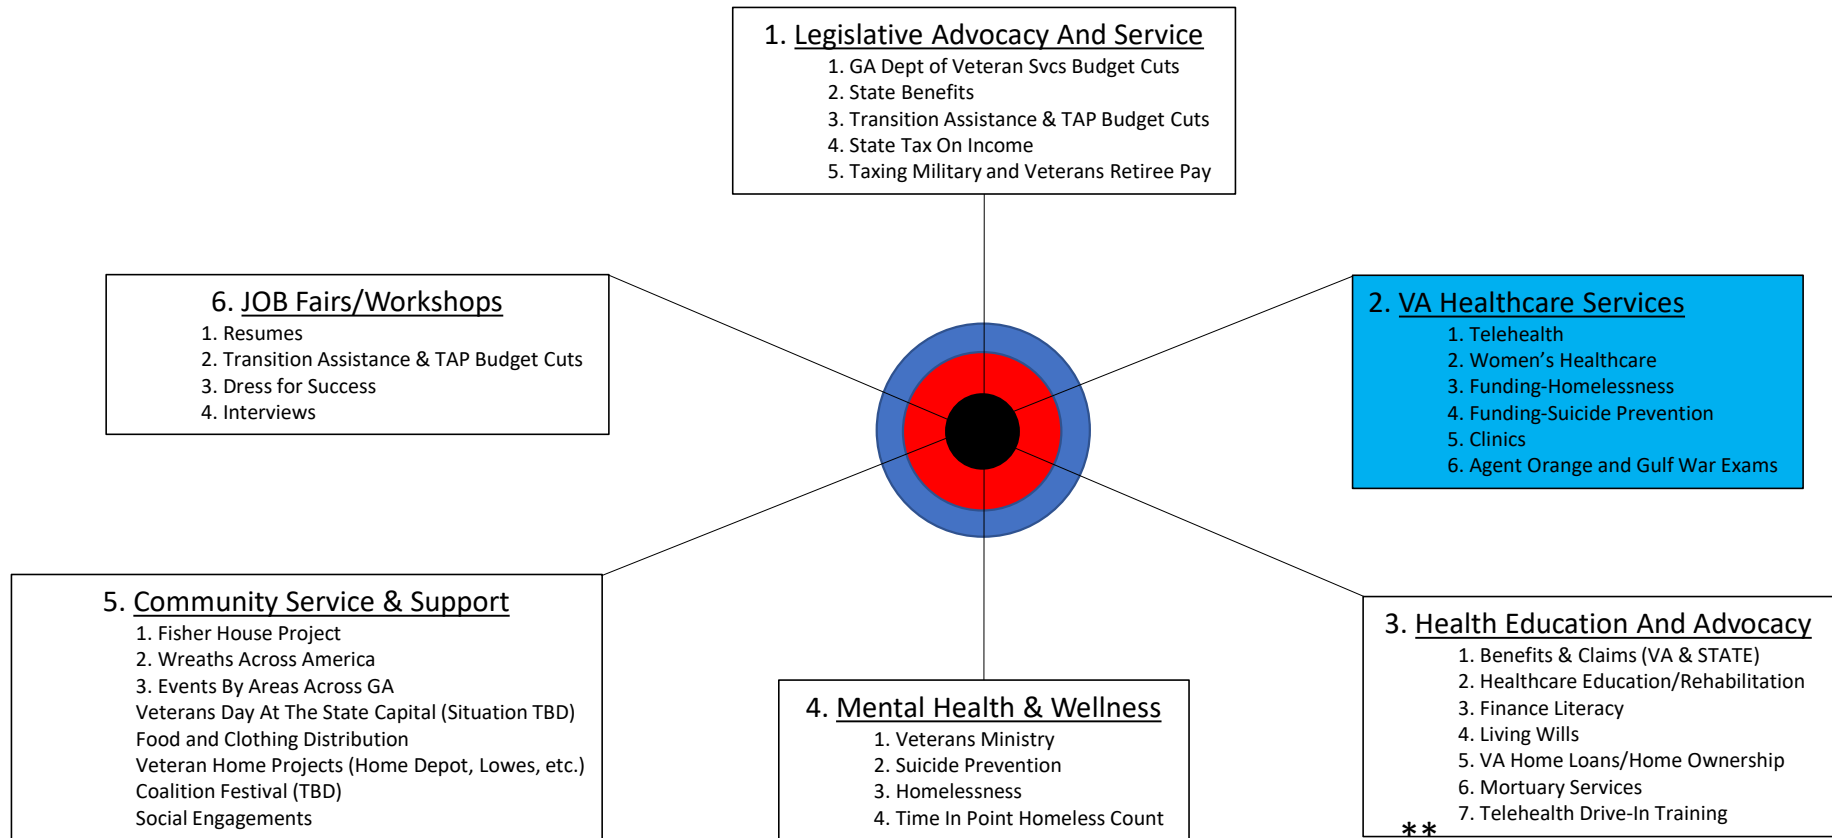 1. Legislative Advocacy And Service
1. GA Dept of Veteran Svcs Budget Cuts
2. State Benefits
3. Transition Assistance & TAP Budget Cuts
4. State Tax On Income
5. Taxing Military and Veterans Retiree Pay
2. VA Healthcare Services
1. Telehealth
2. Women’s Healthcare
3. Funding-Homelessness
4. Funding-Suicide Prevention
5. Clinics
6. Agent Orange and Gulf War Exams
3. Health Education And Advocacy
1. Benefits & Claims (VA & STATE)
2. Healthcare Education/Rehabilitation
3. Finance Literacy
4. Living Wills
5. VA Home Loans/Home Ownership
6. Mortuary Services
7. Telehealth Drive-In Training
**
4. Mental Health & Wellness
1. Veterans Ministry
2. Suicide Prevention
3. Homelessness
4. Time In Point Homeless Count
5. Community Service & Support
1. Fisher House Project
2. Wreaths Across America
3. Events By Areas Across GA
Veterans Day At The State Capital (Situation TBD)
Food and Clothing Distribution
Veteran Home Projects (Home Depot, Lowes, etc.)
Coalition Festival (TBD)
Social Engagements
6. JOB Fairs/Workshops
1. Resumes
2. Transition Assistance & TAP Budget Cuts
3. Dress for Success
4. Interviews